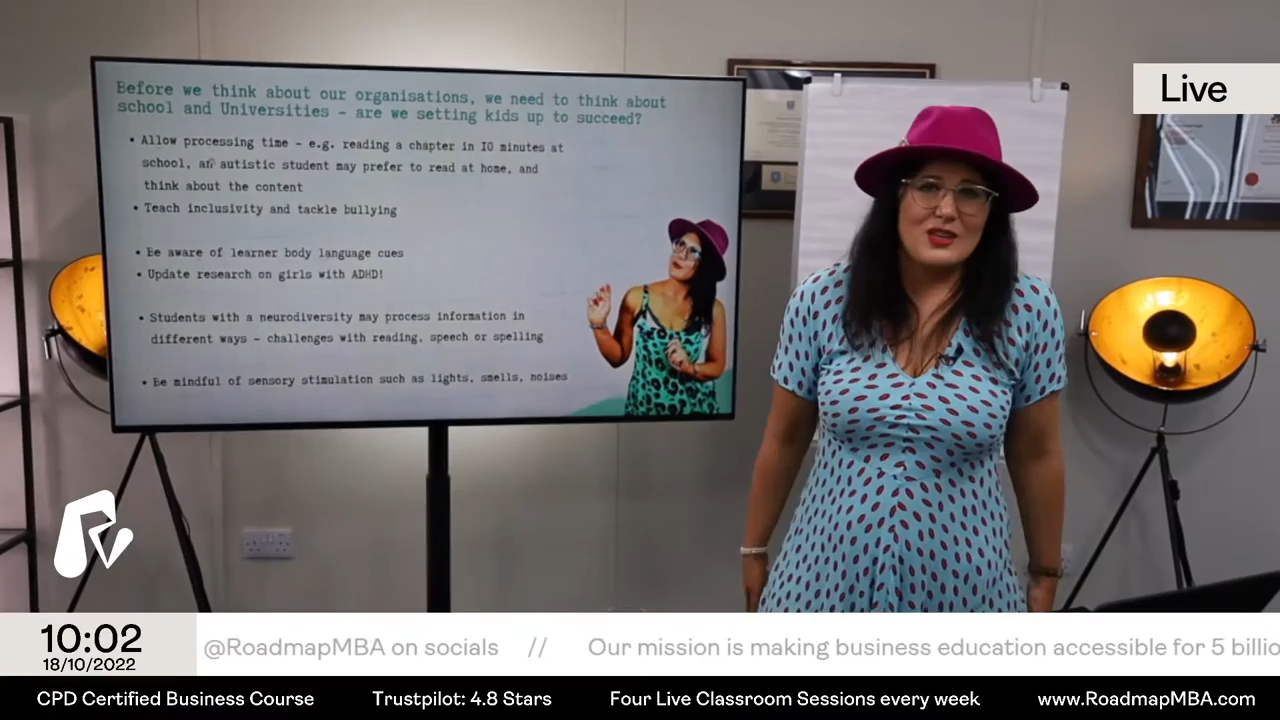 Before we think about our organisations, we need to think about
school and Universities - are we setting kids up to succeed?
• Allow processing time - e.g. reading a chapter in 10 minutes at
school, an autistic student may prefer to read at home, and
think about the content
• Teach inclusivity and tackle bullying
• Be aware of learner body language cues
• Update research on girls with ADHD!
• Students with a neurodiversity may process information in
different ways - challenges with reading, speech or spelling
• Be mindful of sensory stimulation such as lights, smells, noises
Live
10:02
18/10/2022
@RoadmapMBA on socials // Our mission is making business education accessible for 5 billio
CPD Certified Business Course Trustpilot: 4.8 Stars Four Live Classroom Sessions every week www.RoadmapMBA.com